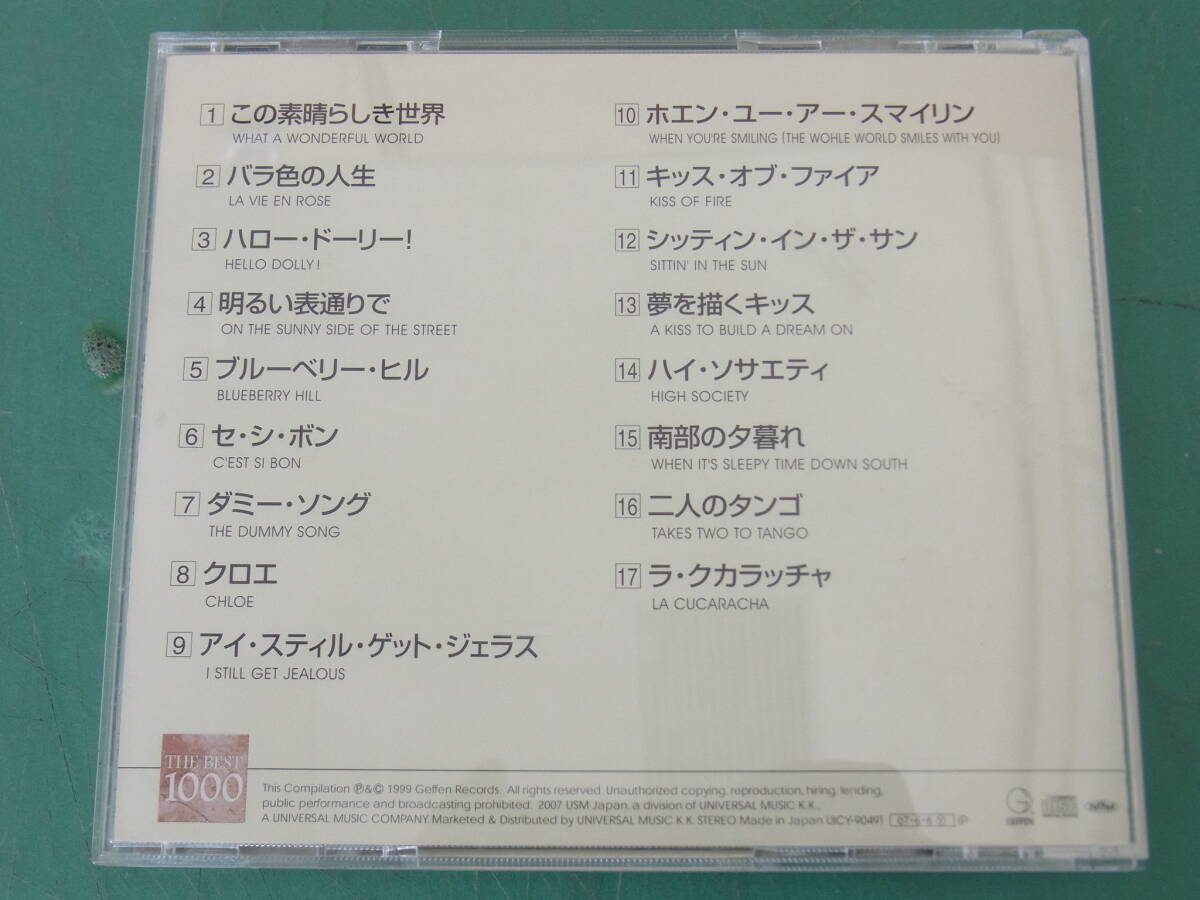 1 この素晴らしき世界
WHAT A WONDERFUL WORLD
2 バラ色の人生
LA VIE EN ROSE
3 ハロー・ドーリー!
HELLO DOLLY!
4 明るい表通りで
ON THE SUNNY SIDE OF THE STREET
5 ブルーベリー・ヒル
BLUEBERRY HILL
6 セ・シ・ボン
C'EST SI BON
7 ダミー・ソング
THE DUMMY SONG
8 クロエ
CHLOE
9 アイ・スティル・ゲット・ジェラス
I STILL GET JEALOUS
10 ホエン・ユー・アー・スマイリン
WHEN YOU'RE SMILING (THE WOHLE WORLD SMILES WITH YOU)
11 キッス・オブ・ファイア
KISS OF FIRE
12 シッティン・イン・ザ・サン
SITTIN' IN THE SUN
13 夢を描くキッス
A KISS TO BUILD A DREAM ON
14 ハイ・ソサエティ
HIGH SOCIETY
15 南部の夕暮れ
WHEN IT'S SLEEPY TIME DOWN SOUTH
16 二人のタンゴ
TAKES TWO TO TANGO
17 ラ・クカラッチャ
LA CUCARACHA
THE BEST
1000
This Compilation ℗&© 1999 Geffen Records. All rights reserved. Unauthorized copying, reproduction, hiring, lending,
public performance and broadcasting prohibited. 2007 USM Japan, a division of UNIVERSAL MUSIC K.K.,
A UNIVERSAL MUSIC COMPANY. Marketed & Distributed by UNIVERSAL MUSIC K.K. STEREO Made in Japan UICY-90491 07・6・6 IP
GEFFEN